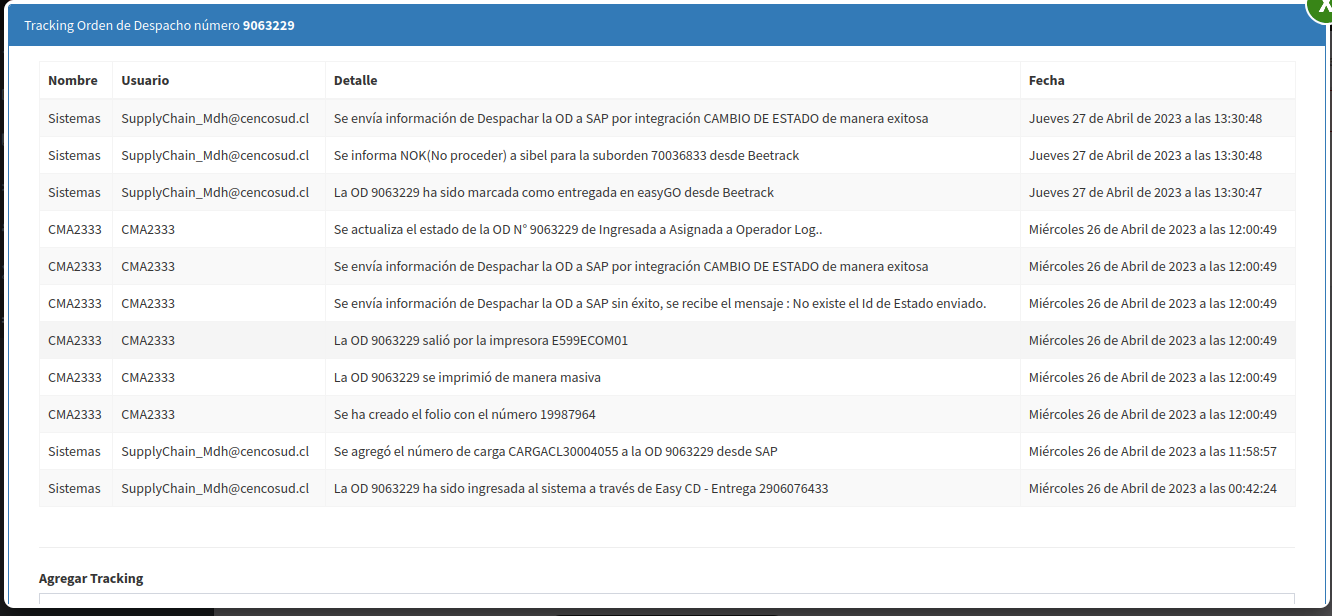 Tracking Orden de Despacho número 9063229
X
Nombre Usuario Detalle Fecha
Sistemas SupplyChain_Mdh@cencosud.cl Se envía información de Despachar la OD a SAP por integración CAMBIO DE ESTADO de manera exitosa Jueves 27 de Abril de 2023 a las 13:30:48
Sistemas SupplyChain_Mdh@cencosud.cl Se informa NOK(No proceder) a sibel para la suborden 70036833 desde Beetrack Jueves 27 de Abril de 2023 a las 13:30:48
Sistemas SupplyChain_Mdh@cencosud.cl La OD 9063229 ha sido marcada como entregada en easyGO desde Beetrack Jueves 27 de Abril de 2023 a las 13:30:47
CMA2333 CMA2333 Se actualiza el estado de la OD N° 9063229 de Ingresada a Asignada a Operador Log.. Miércoles 26 de Abril de 2023 a las 12:00:49
CMA2333 CMA2333 Se envía información de Despachar la OD a SAP por integración CAMBIO DE ESTADO de manera exitosa Miércoles 26 de Abril de 2023 a las 12:00:49
CMA2333 CMA2333 Se envía información de Despachar la OD a SAP sin éxito, se recibe el mensaje : No existe el Id de Estado enviado. Miércoles 26 de Abril de 2023 a las 12:00:49
CMA2333 CMA2333 La OD 9063229 salió por la impresora E599ECOM01 Miércoles 26 de Abril de 2023 a las 12:00:49
CMA2333 CMA2333 La OD 9063229 se imprimió de manera masiva Miércoles 26 de Abril de 2023 a las 12:00:49
CMA2333 CMA2333 Se ha creado el folio con el número 19987964 Miércoles 26 de Abril de 2023 a las 12:00:49
Sistemas SupplyChain_Mdh@cencosud.cl Se agregó el número de carga CARGACL30004055 a la OD 9063229 desde SAP Miércoles 26 de Abril de 2023 a las 11:58:57
Sistemas SupplyChain_Mdh@cencosud.cl La OD 9063229 ha sido ingresada al sistema a través de Easy CD - Entrega 2906076433 Miércoles 26 de Abril de 2023 a las 00:42:24
Agregar Tracking